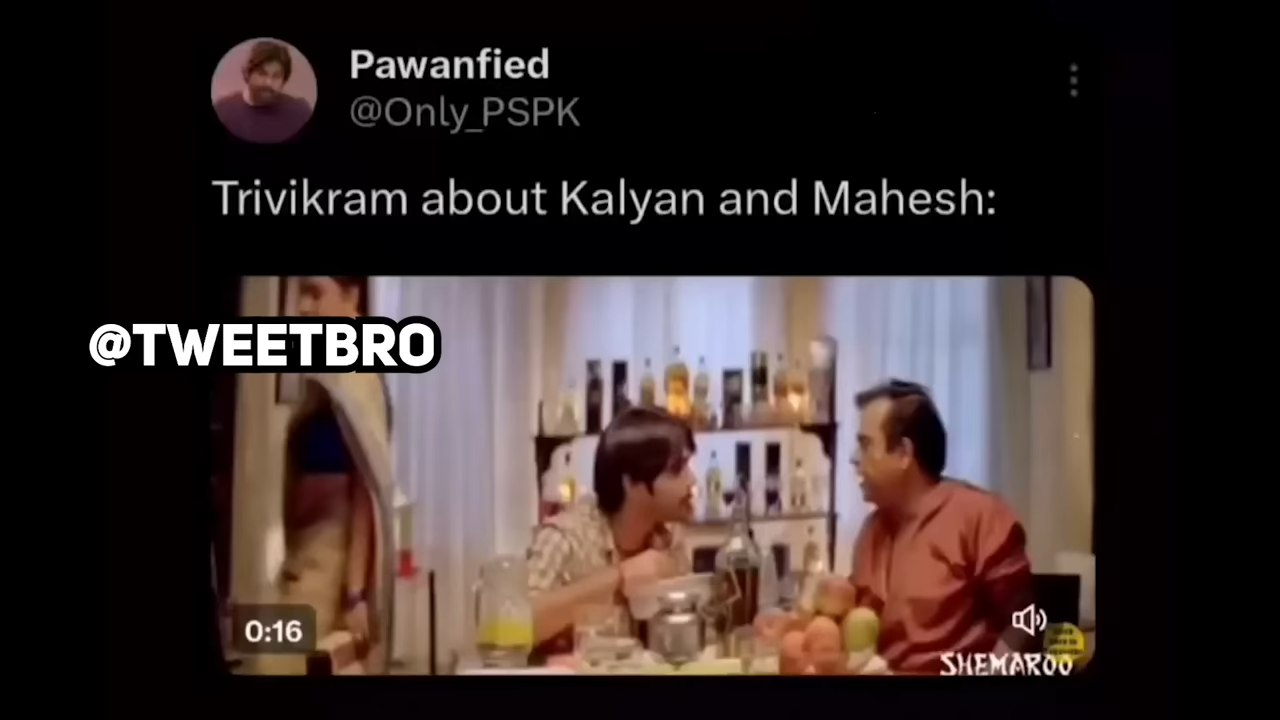 Pawanfied
@Only_PSPK
Trivikram about Kalyan and Mahesh:
@TWEETBRO
0:16
SHEMAROO